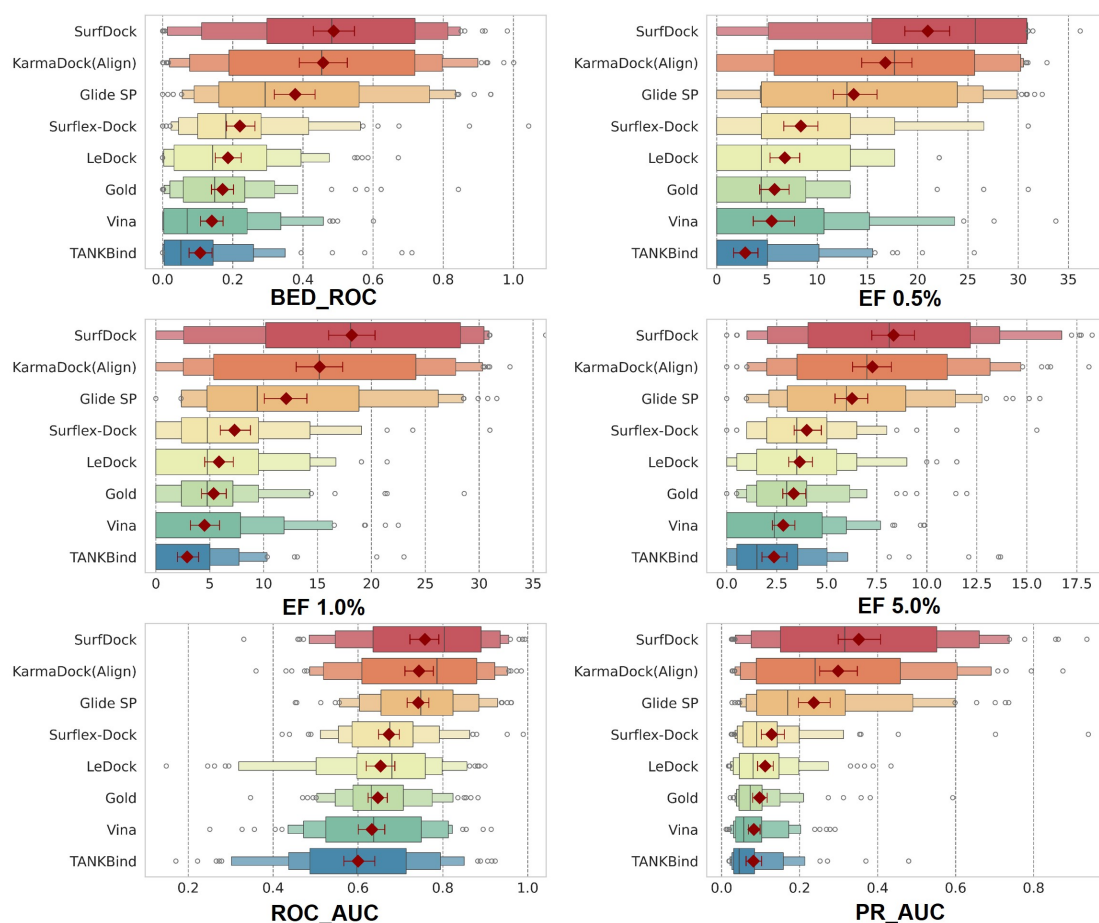 SurfDock
KarmaDock(Align)
Glide SP
Surflex-Dock
LeDock
Gold
Vina
TANKBind
0.0 0.2 0.4 0.6 0.8 1.0
BED_ROC
SurfDock
KarmaDock(Align)
Glide SP
Surflex-Dock
LeDock
Gold
Vina
TANKBind
0 5 10 15 20 25 30 35
EF 0.5%
SurfDock
KarmaDock(Align)
Glide SP
Surflex-Dock
LeDock
Gold
Vina
TANKBind
0 5 10 15 20 25 30 35
EF 1.0%
SurfDock
KarmaDock(Align)
Glide SP
Surflex-Dock
LeDock
Gold
Vina
TANKBind
0.0 2.5 5.0 7.5 10.0 12.5 15.0 17.5
EF 5.0%
SurfDock
KarmaDock(Align)
Glide SP
Surflex-Dock
LeDock
Gold
Vina
TANKBind
0.2 0.4 0.6 0.8 1.0
ROC_AUC
SurfDock
KarmaDock(Align)
Glide SP
Surflex-Dock
LeDock
Gold
Vina
TANKBind
0.0 0.2 0.4 0.6 0.8
PR_AUC